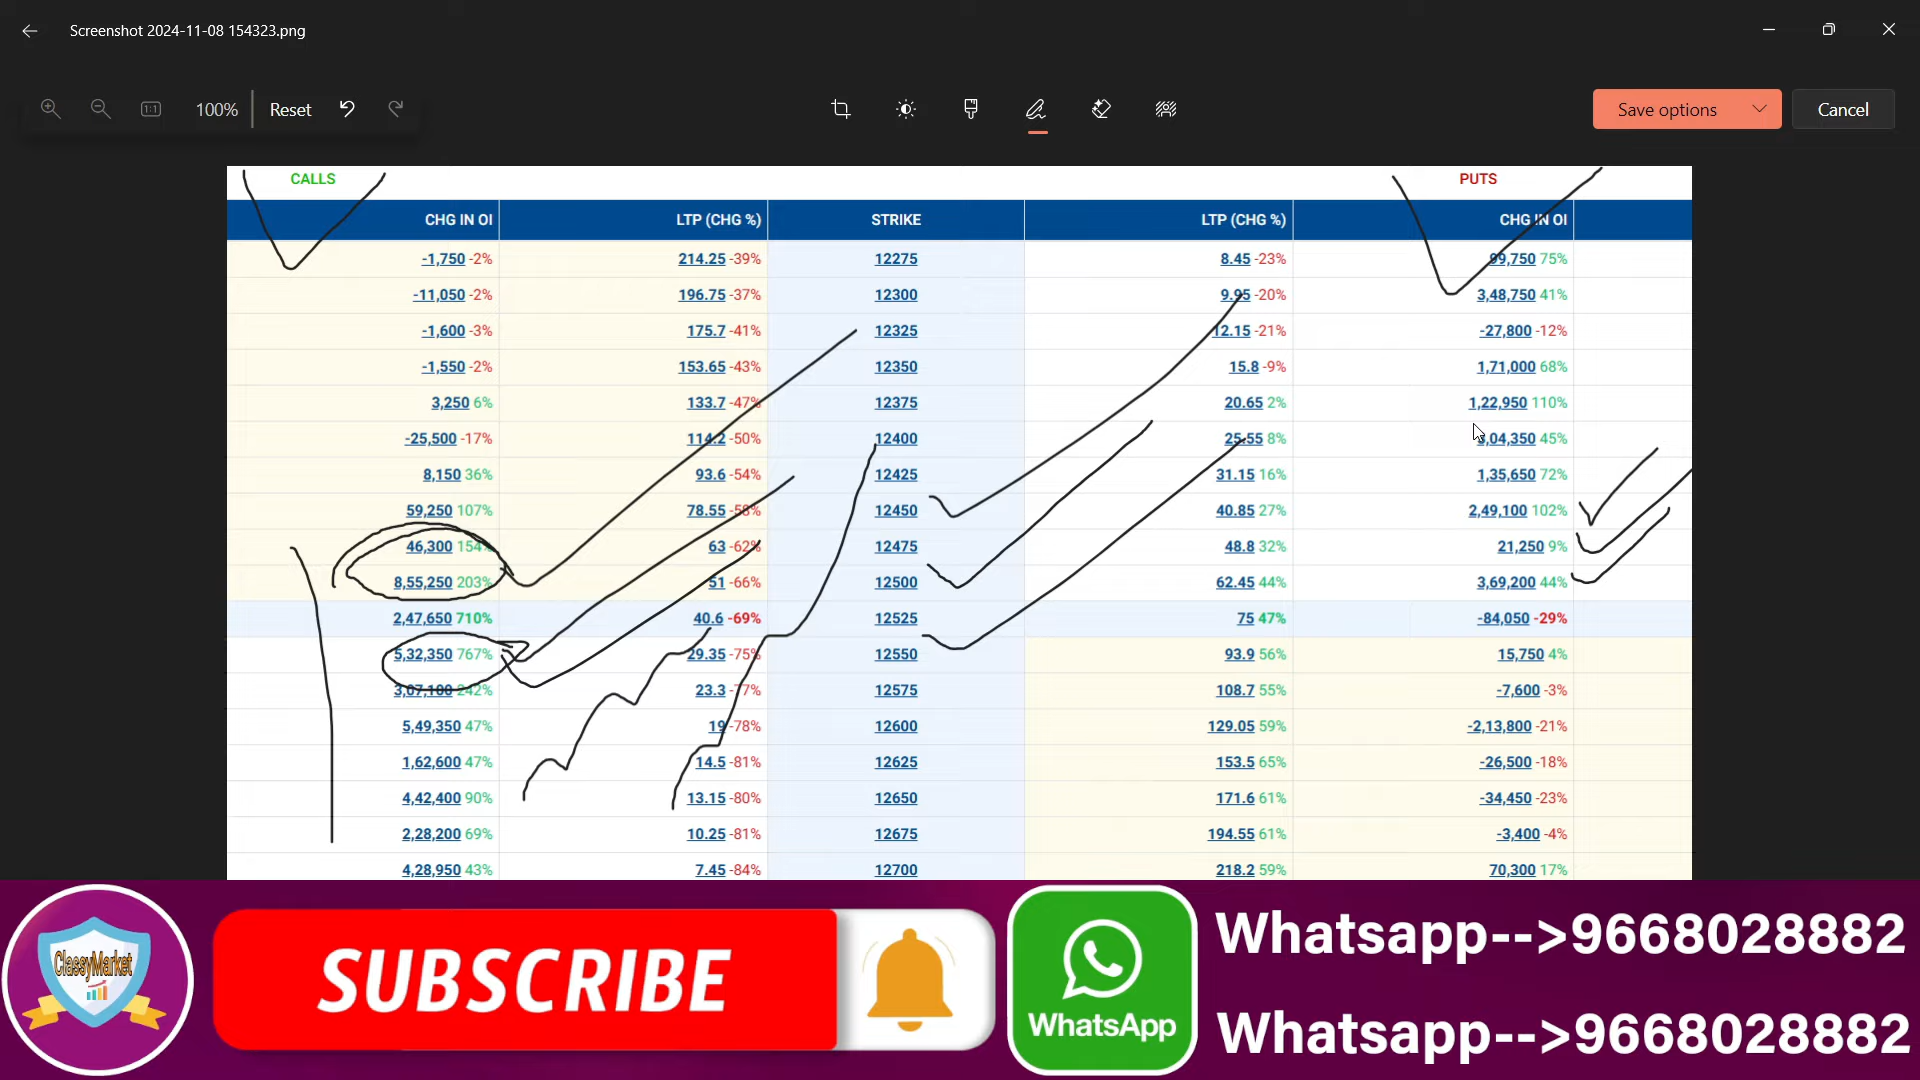 Screenshot 2024-11-08 154323.png
100% Reset Save options Cancel
CALLS PUTS
CHG IN OI LTP (CHG %) STRIKE LTP (CHG %) CHG IN OI
-1,750 -2% 214.25 -39% 12275 8.45 -23% 99,750 75%
-11,050 -2% 196.75 -37% 12300 9.95 -20% 3,48,750 41%
-1,600 -3% 175.7 -41% 12325 12.15 -21% -27,800 -12%
-1,550 -2% 153.65 -43% 12350 15.8 -9% 1,71,000 68%
3,250 6% 133.7 -47% 12375 20.65 2% 1,22,950 110%
-25,500 -17% 114.2 -50% 12400 25.55 8% 45%
8,150 36% 93.6 -54% 12425 31.15 16% 1,35,650 72%
59,250 107% 78.55 -58% 12450 40.85 27% 2,49,100 102%
46,300 154% 63 -62% 12475 48.8 32% 21,250 9%
8,55,250 203% 51 -66% 12500 62.45 44% 3,69,200 44%
2,47,650 710% 40.6 -69% 12525 75 47% -84,050 -29%
5,32,350 767% 29.35 -75% 12550 93.9 56% 15,750 4%
3,07,100 242% 23.3 -77% 12575 108.7 55% -7,600 -3%
5,49,350 47% 19 -78% 12600 129.05 59% -2,13,800 -21%
1,62,600 47% 14.5 -81% 12625 153.5 65% -26,500 -18%
4,42,400 90% 13.15 -80% 12650 171.6 61% -34,450 -23%
2,28,200 69% 10.25 -81% 12675 194.55 61% -3,400 -4%
4,28,950 43% 7.45 -84% 12700 218.2 59% 70,300 17%
ClassyMarket
SUBSCRIBE
WhatsApp
Whatsapp-->9668028882
Whatsapp-->9668028882